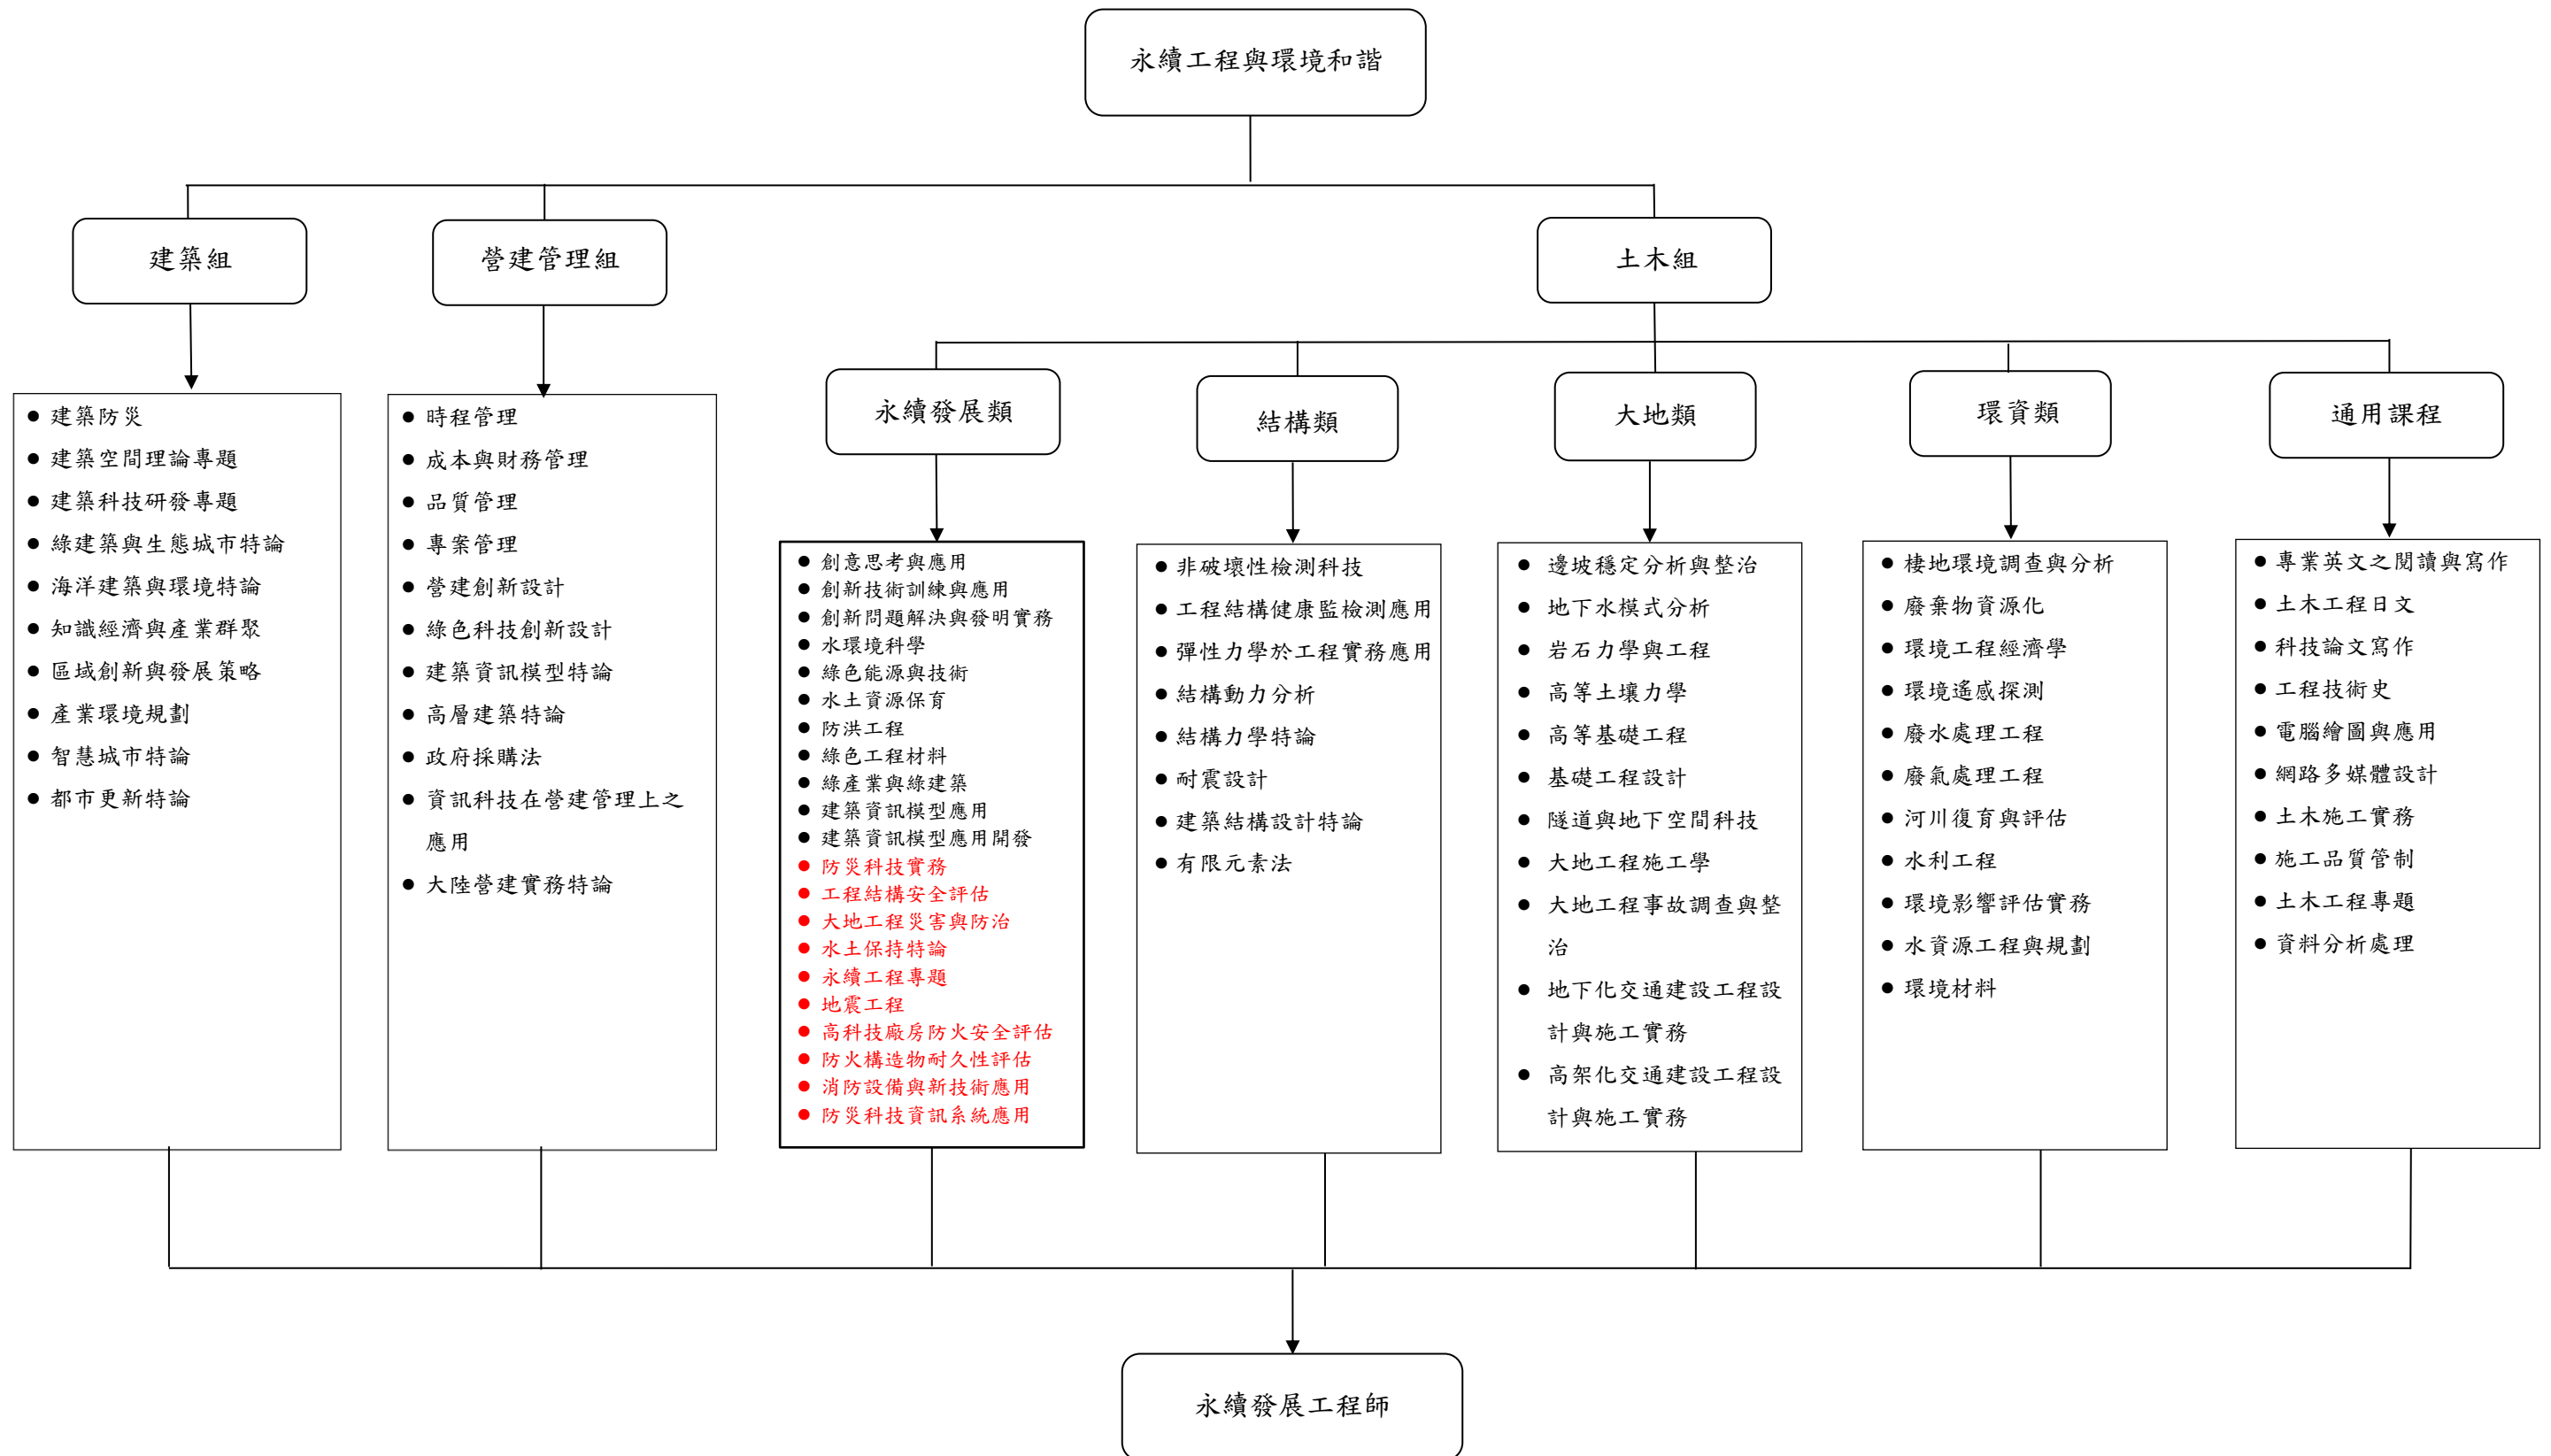 永續工程與環境和諧
建築組
營建管理組
土木組
永續發展類
結構類
大地類
環資類
通用課程
建築防災
建築空間理論專題
建築科技研發專題
綠建築與生態城市特論
海洋建築與環境特論
知識經濟與產業群聚
區域創新與發展策略
產業環境規劃
智慧城市特論
都市更新特論
時程管理
成本與財務管理
品質管理
專案管理
營建創新設計
綠色科技創新設計
建築資訊模型特論
高層建築特論
政府採購法
資訊科技在營建管理上之
應用
大陸營建實務特論
創意思考與應用
創新技術訓練與應用
創新問題解決與發明實務
水環境科學
綠色能源與技術
水土資源保育
防洪工程
綠色工程材料
綠產業與綠建築
建築資訊模型應用
建築資訊模型應用開發
防災科技實務
工程結構安全評估
大地工程災害與防治
水土保持特論
永續工程專題
地震工程
高科技廠房防火安全評估
防火構造物耐久性評估
消防設備與新技術應用
防災科技資訊系統應用
非破壞性檢測科技
工程結構健康監檢測應用
彈性力學於工程實務應用
結構動力分析
結構力學特論
耐震設計
建築結構設計特論
有限元素法
邊坡穩定分析與整治
地下水模式分析
岩石力學與工程
高等土壤力學
高等基礎工程
基礎工程設計
隧道與地下空間科技
大地工程施工學
大地工程事故調查與整
治
地下化交通建設工程設
計與施工實務
高架化交通建設工程設
計與施工實務
棲地環境調查與分析
廢棄物資源化
環境工程經濟學
環境遙感探測
廢水處理工程
廢氣處理工程
河川復育與評估
水利工程
環境影響評估實務
水資源工程與規劃
環境材料
專業英文之閱讀與寫作
土木工程日文
科技論文寫作
工程技術史
電腦繪圖與應用
網路多媒體設計
土木施工實務
施工品質管制
土木工程專題
資料分析處理
永續發展工程師